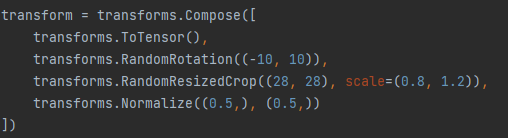 transform = transforms.Compose([
    transforms.ToTensor(),
    transforms.RandomRotation((-10, 10)),
    transforms.RandomResizedCrop((28, 28), scale=(0.8, 1.2)),
    transforms.Normalize((0.5,), (0.5,))
])